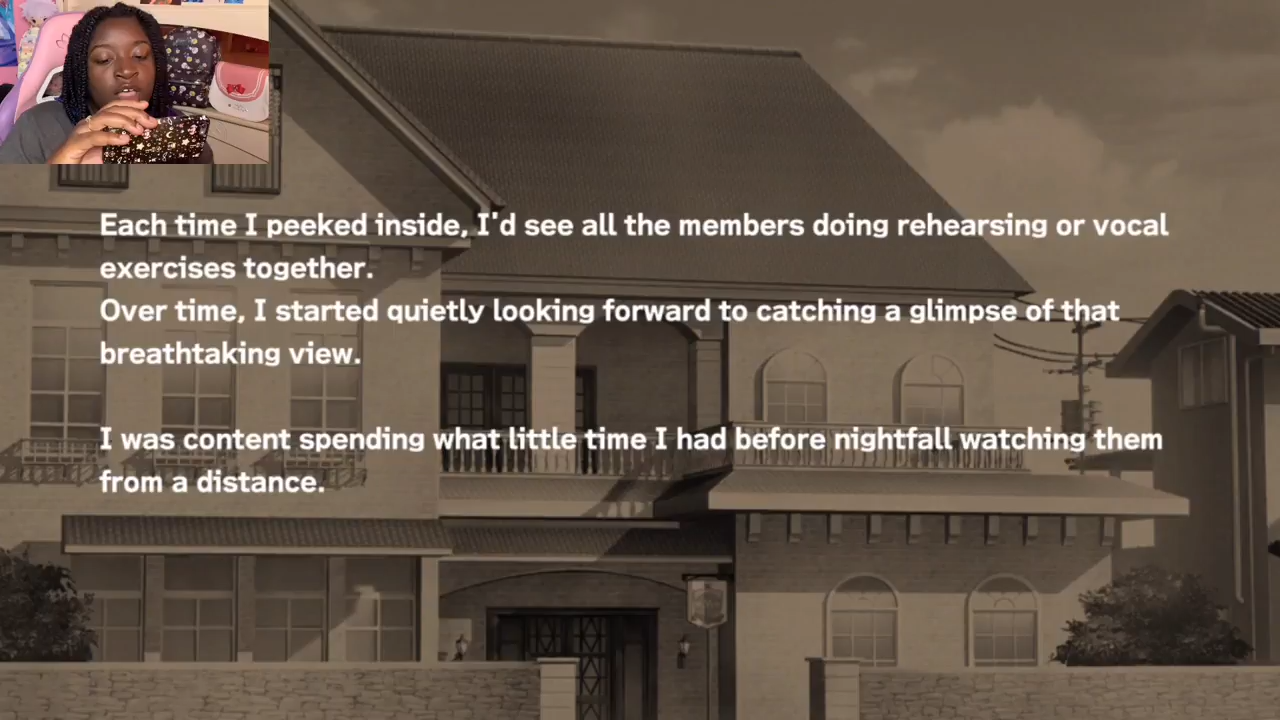 Each time I peeked inside, I'd see all the members doing rehearsing or vocal
exercises together.
Over time, I started quietly looking forward to catching a glimpse of that
breathtaking view.
I was content spending what little time I had before nightfall watching them
from a distance.